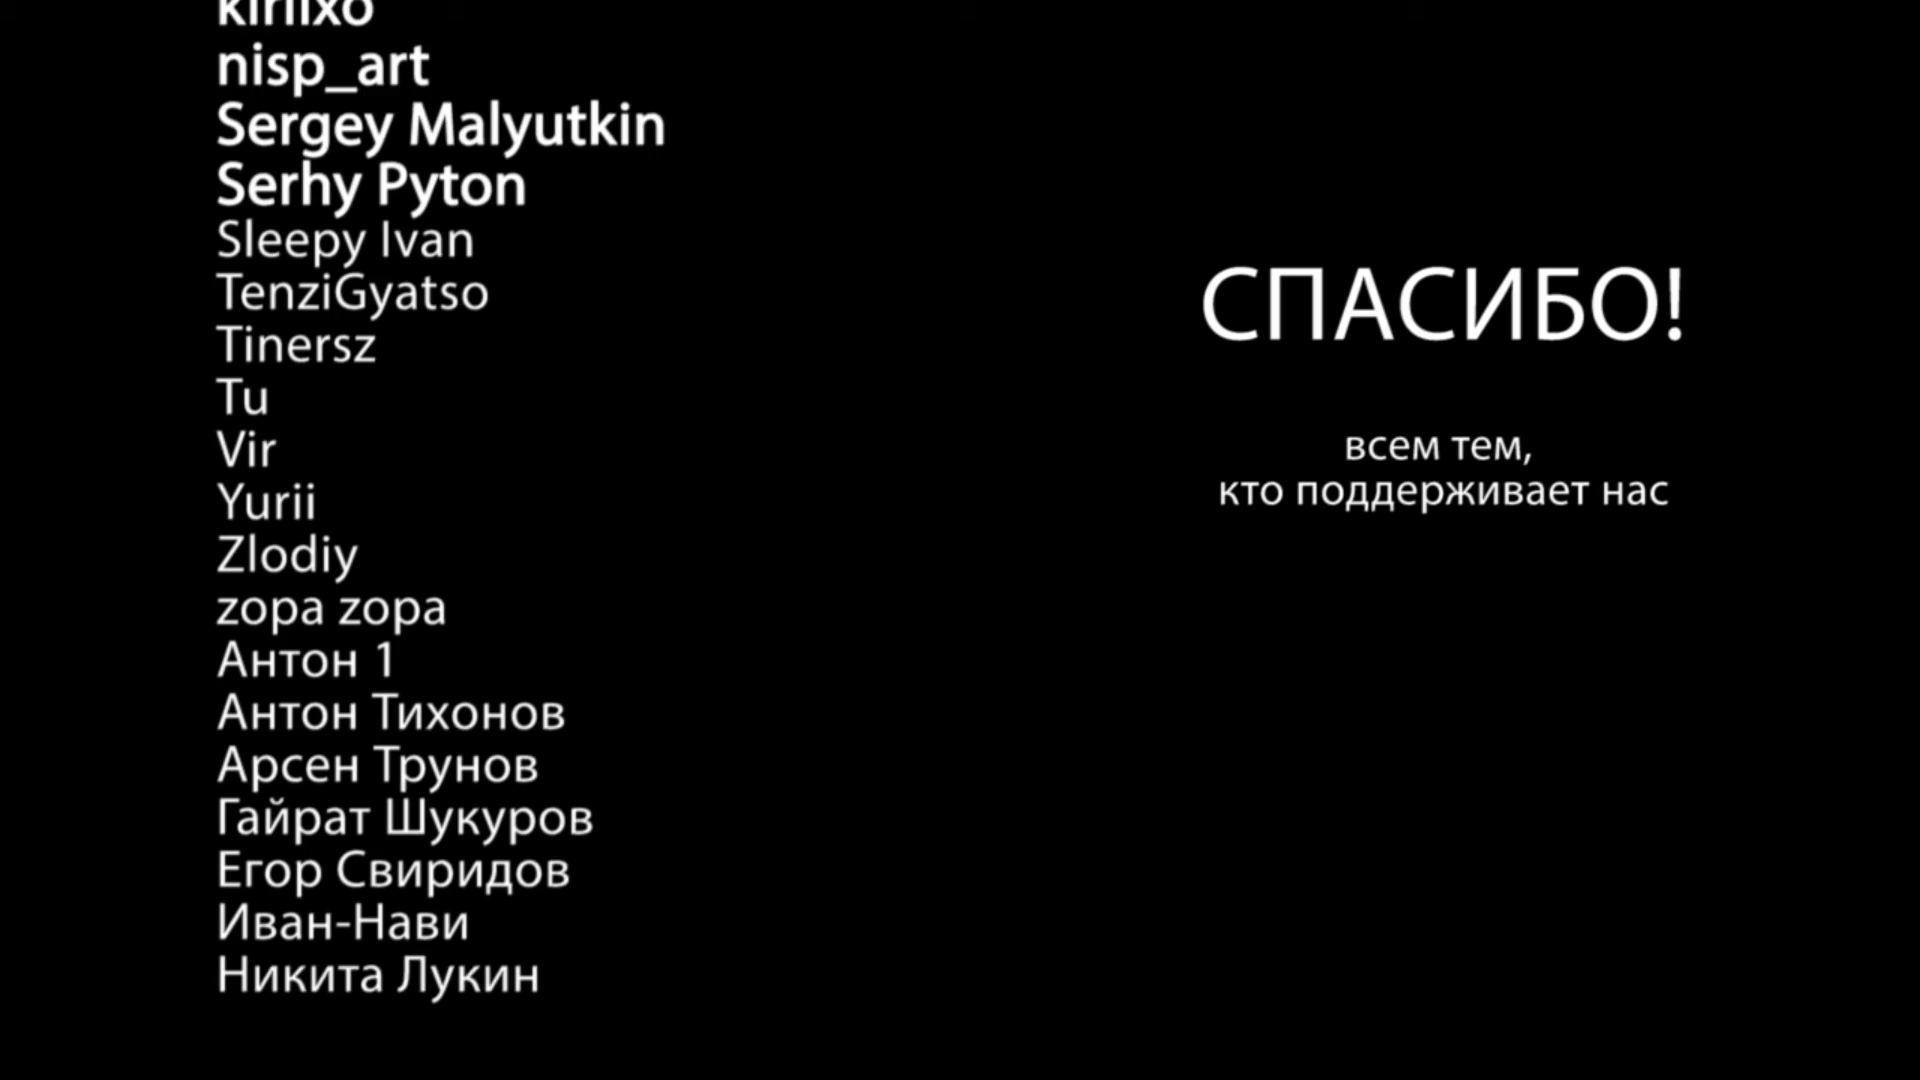 nisp_art
Sergey Malyutkin
Serhy Pyton
Sleepy Ivan
TenziGyatso
Tinersz
Tu
Vir
Yurii
Zlodiy
zopa zopa
Антон 1
Антон Тихонов
Арсен Трунов
Гайрат Шукуров
Егор Свиридов
Иван-Нави
Никита Лукин
СПАСИБО!
всем тем,
кто поддерживает нас